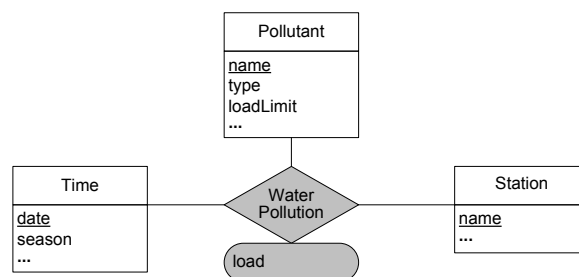 Pollutant
name
type
loadLimit
...
Time
date
season
...
Water
Pollution
load
Station
name
...